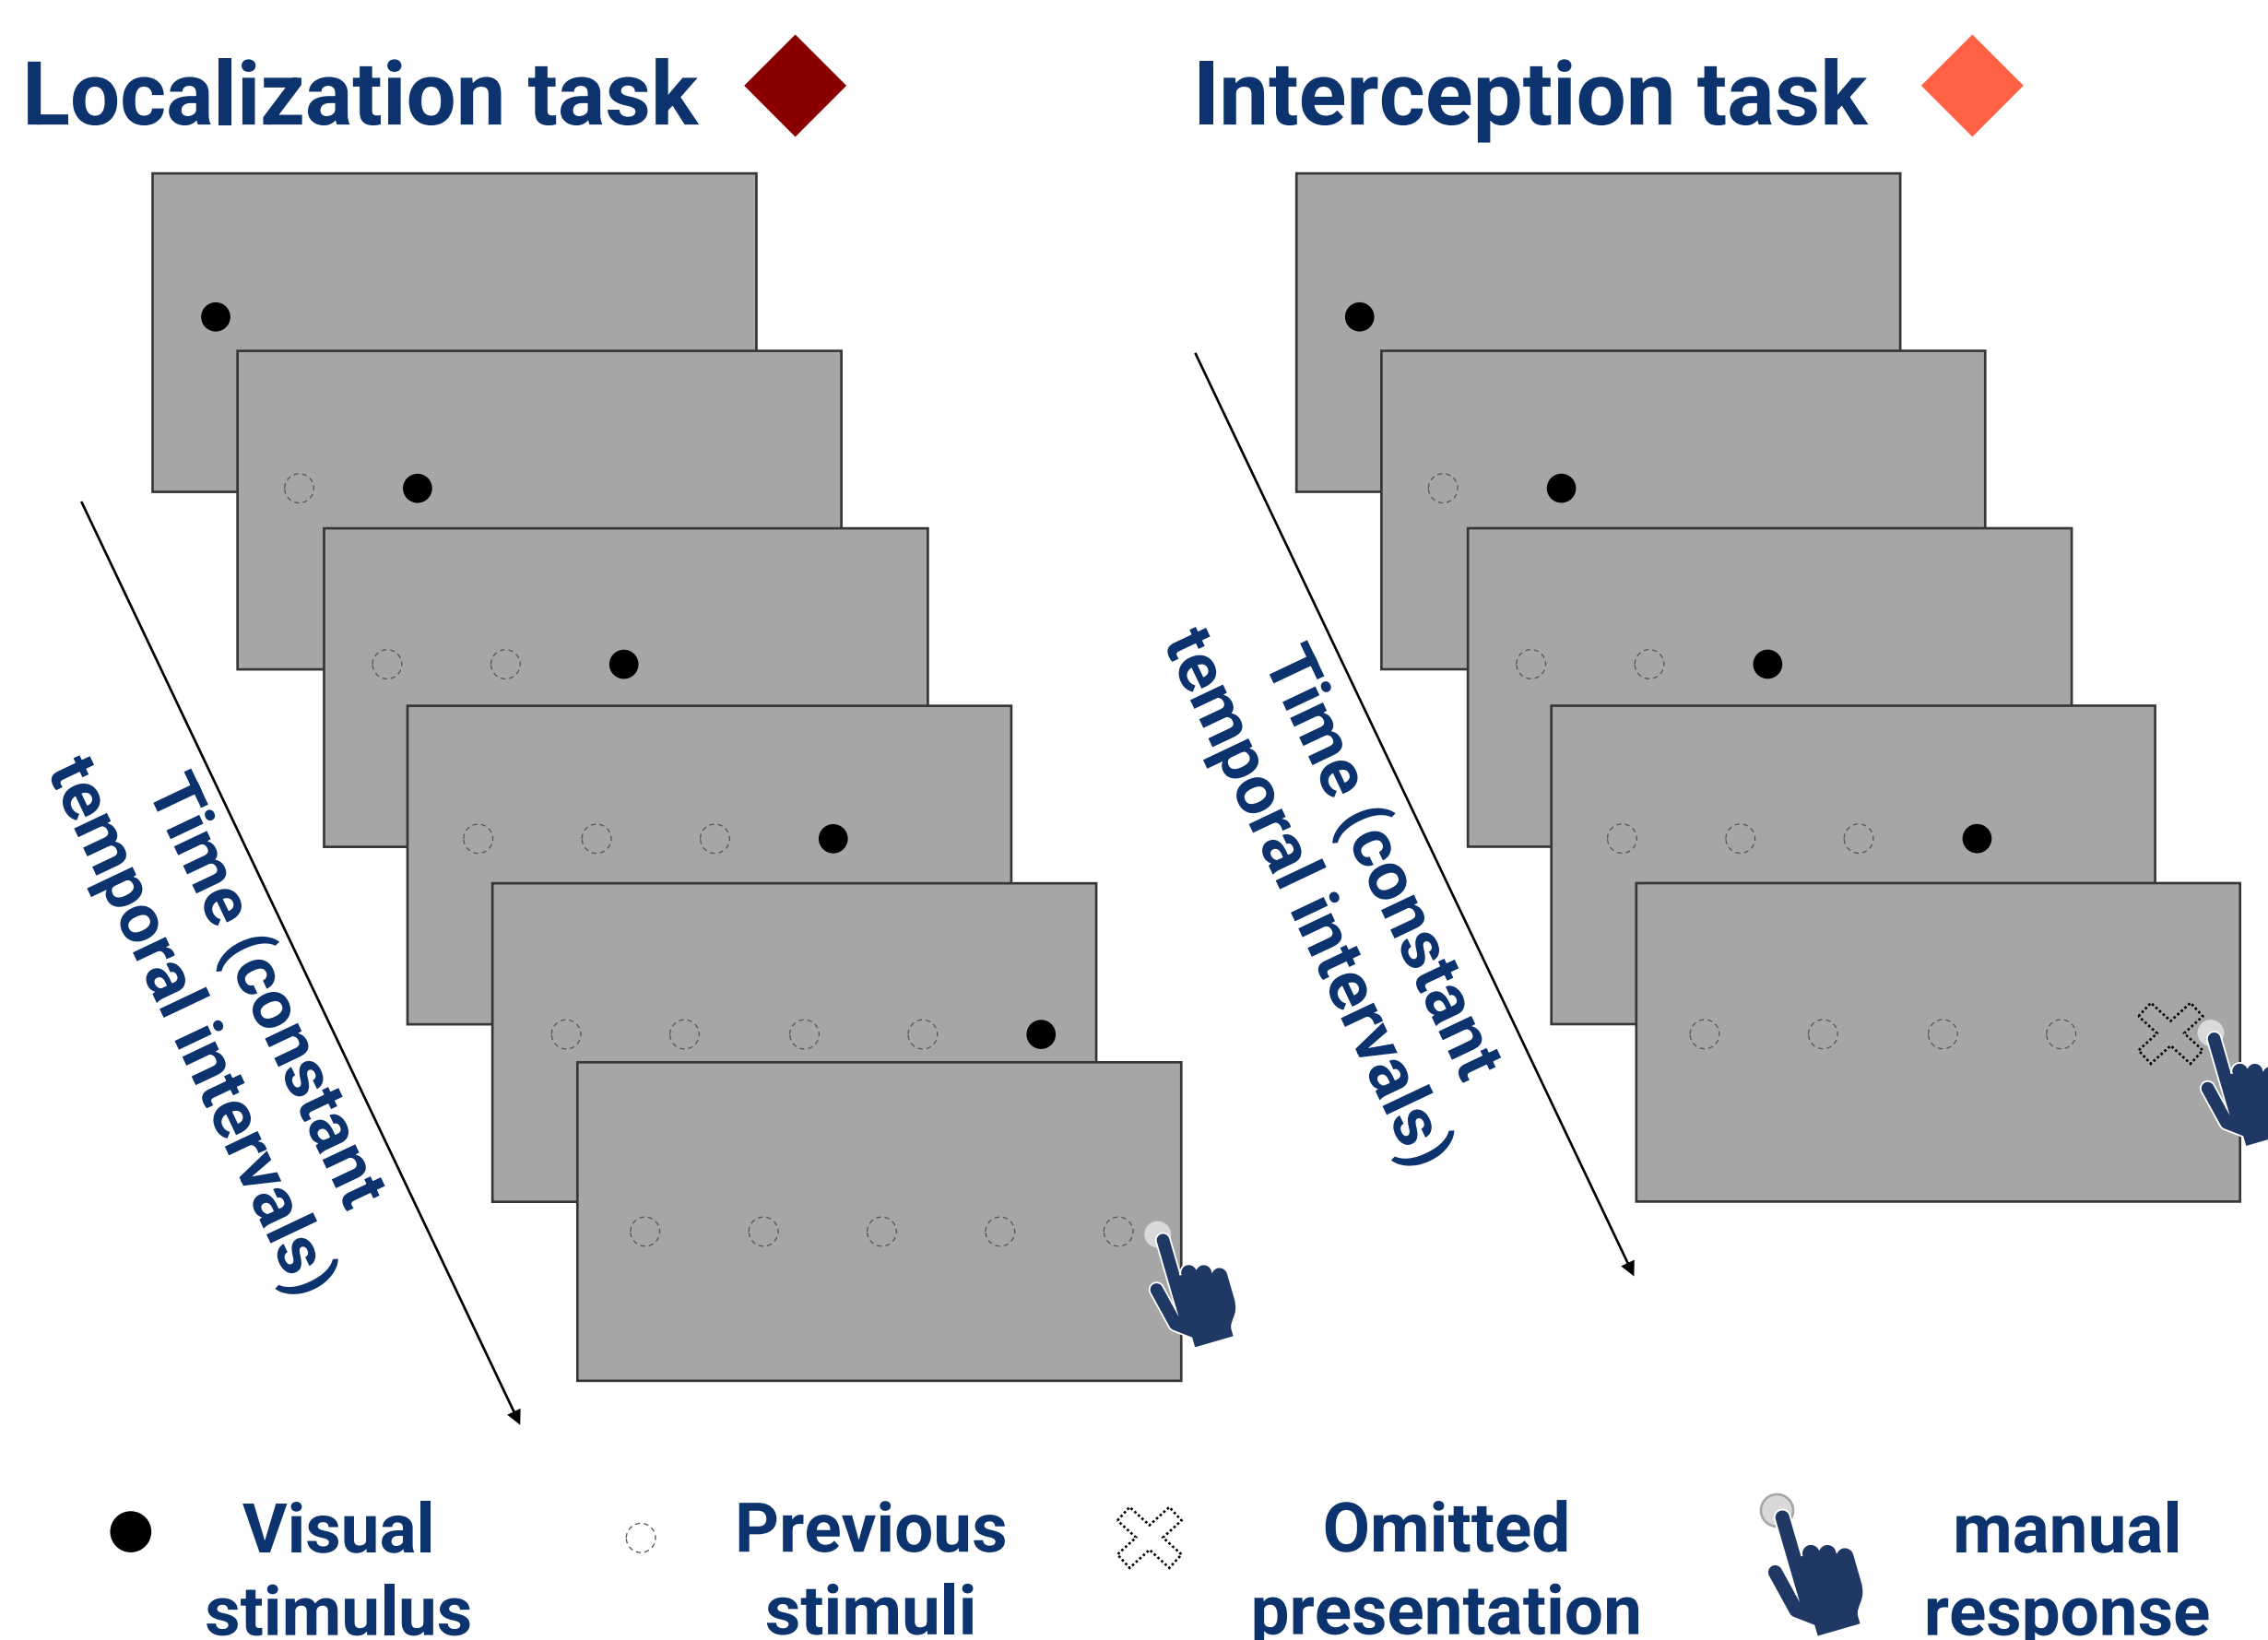 Localization task
Interception task
Time (constant
temporal intervals)
Time (constant
temporal intervals)
Visual
stimulus
Previous
stimuli
Omitted
presentation
manual
response